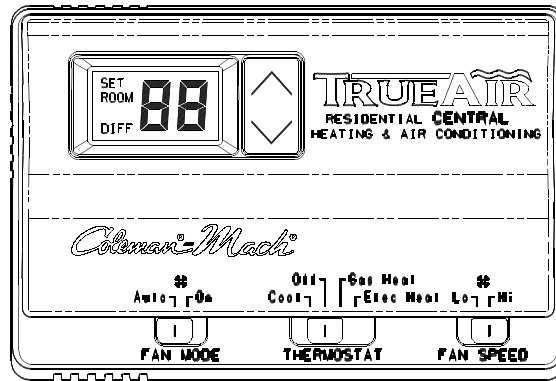 SET
ROOM
DIFF
88
TRUEAIR
RESIDENTIAL CENTRAL
HEATING & AIR CONDITIONING
Coleman®-Mach®
Off Gas Heat
Auto On Cool Elec Heat Lo Hi
FAN MODE THERMOSTAT FAN SPEED